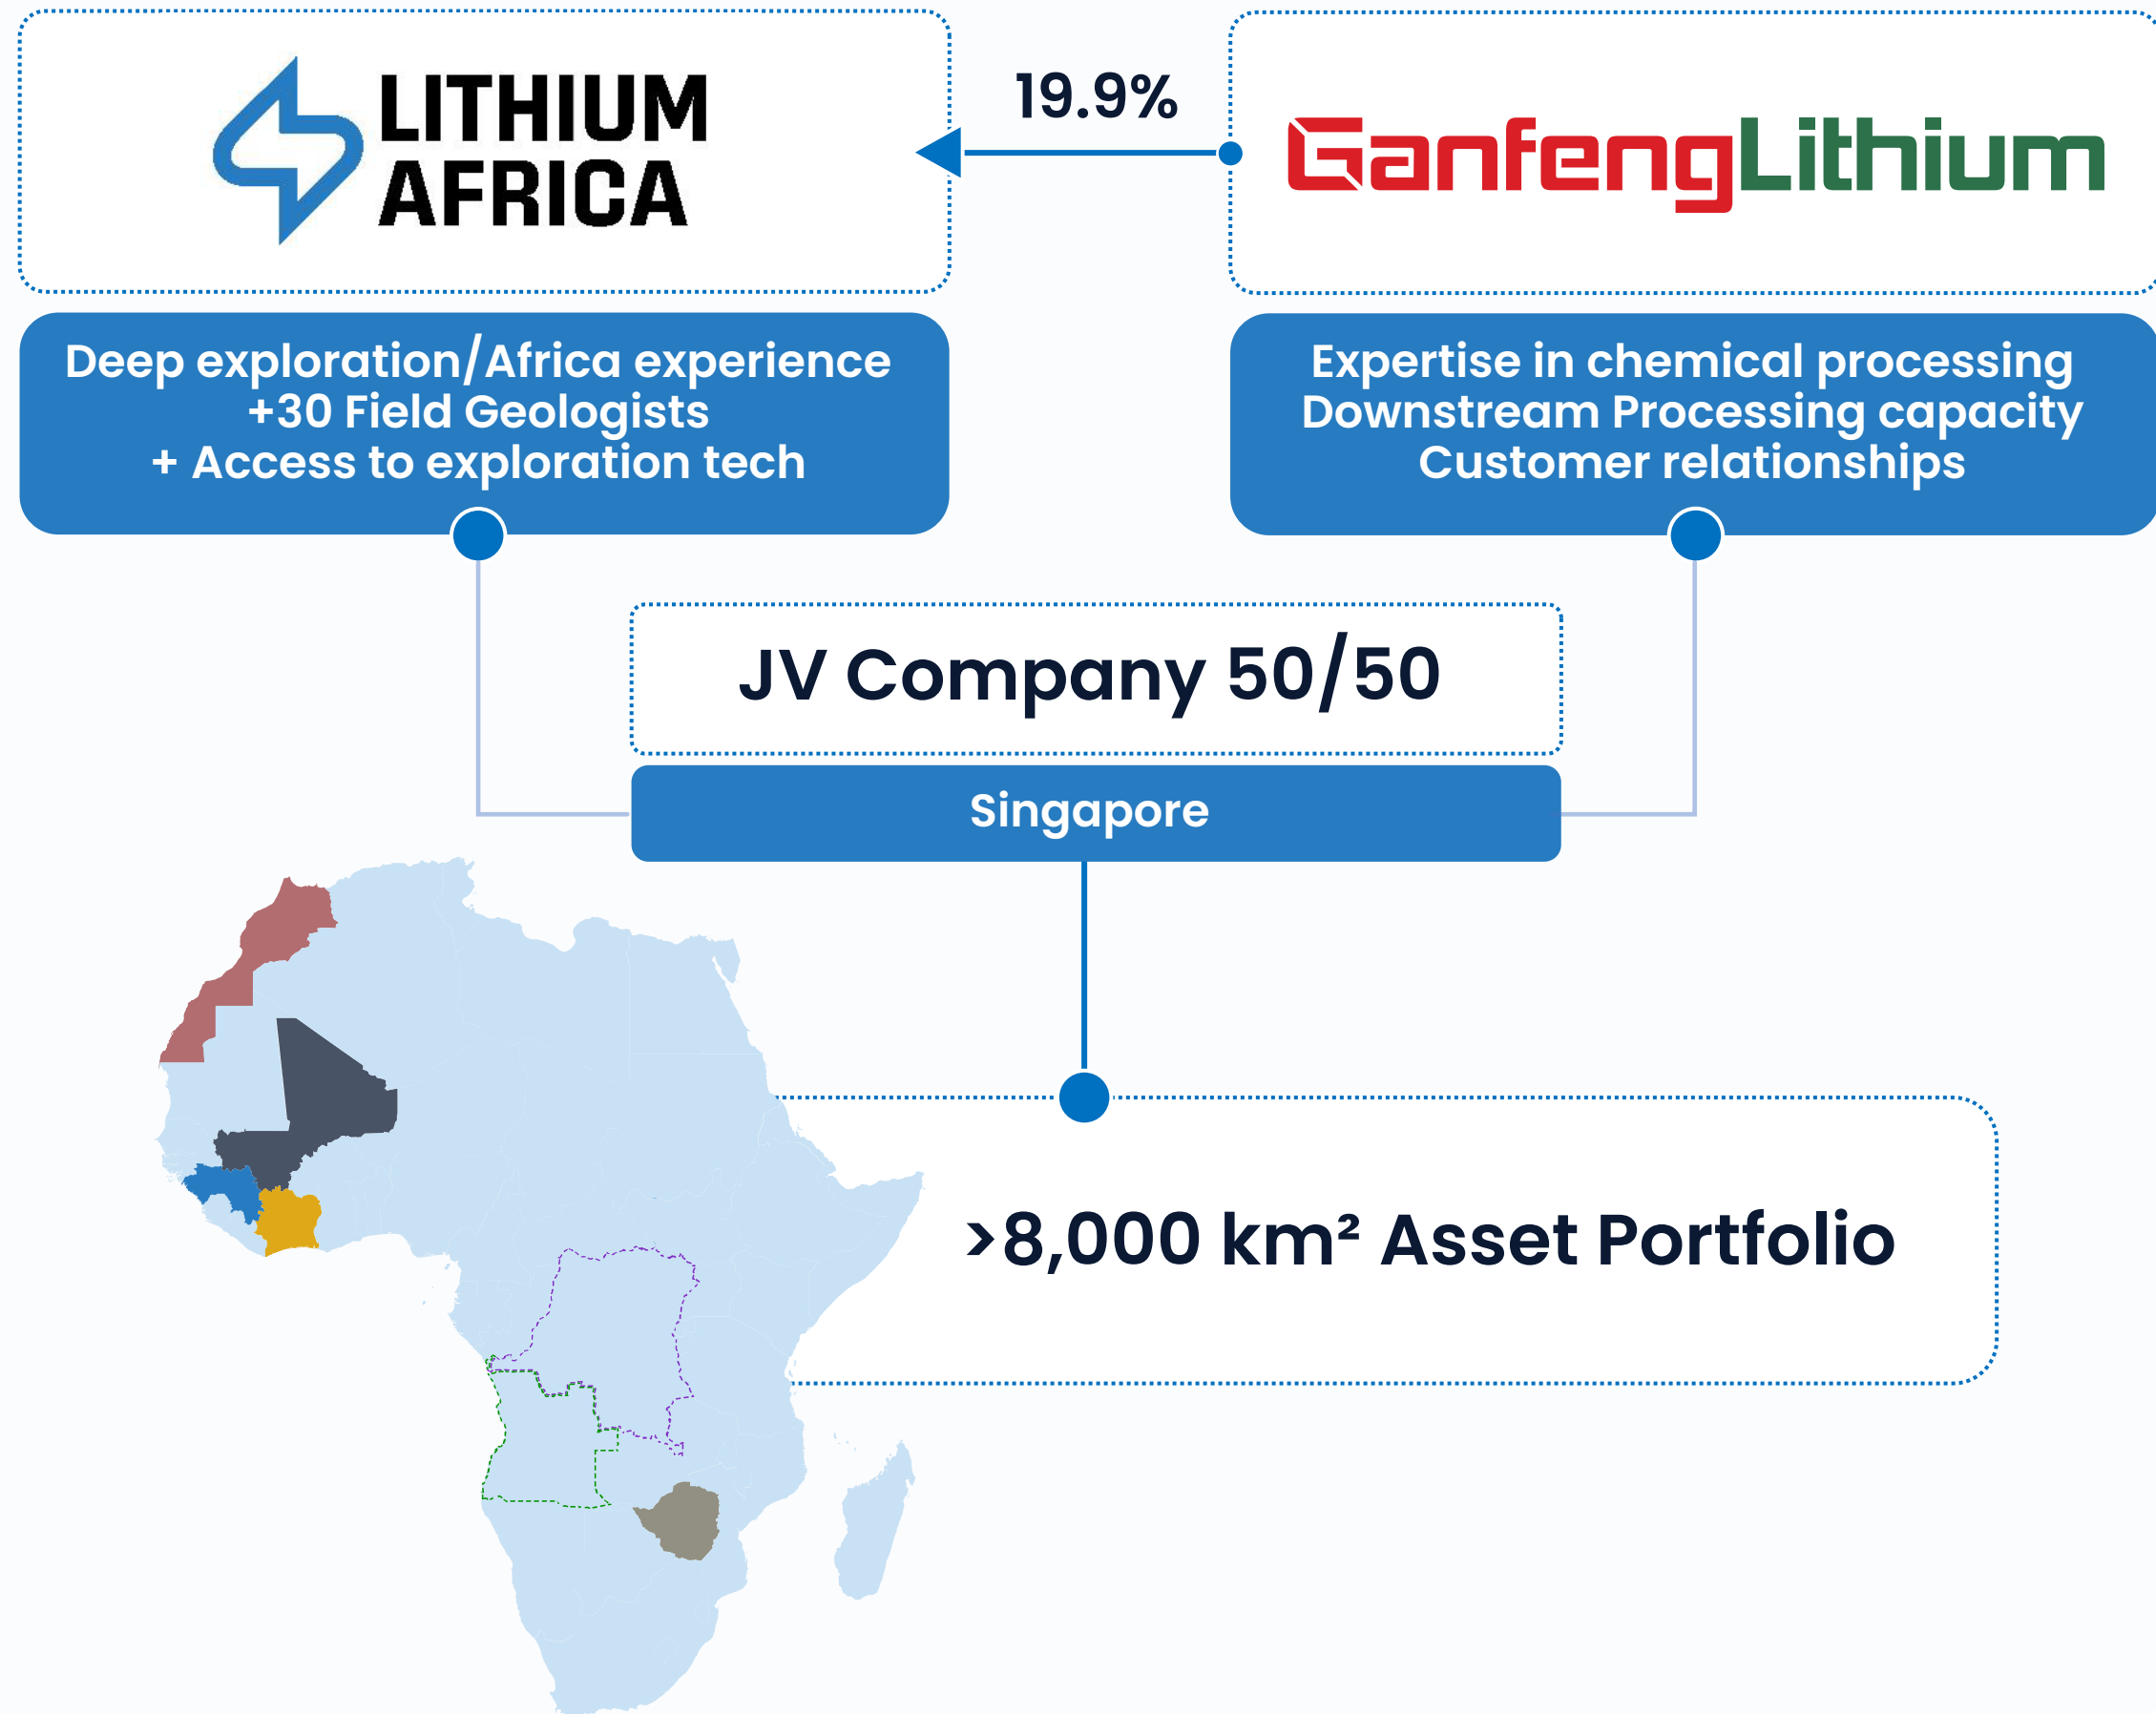 LITHIUM
AFRICA
19.9%
GanfengLithium
Deep exploration/Africa experience
+30 Field Geologists
+ Access to exploration tech
Expertise in chemical processing
Downstream Processing capacity
Customer relationships
JV Company 50/50
Singapore
>8,000 km² Asset Portfolio